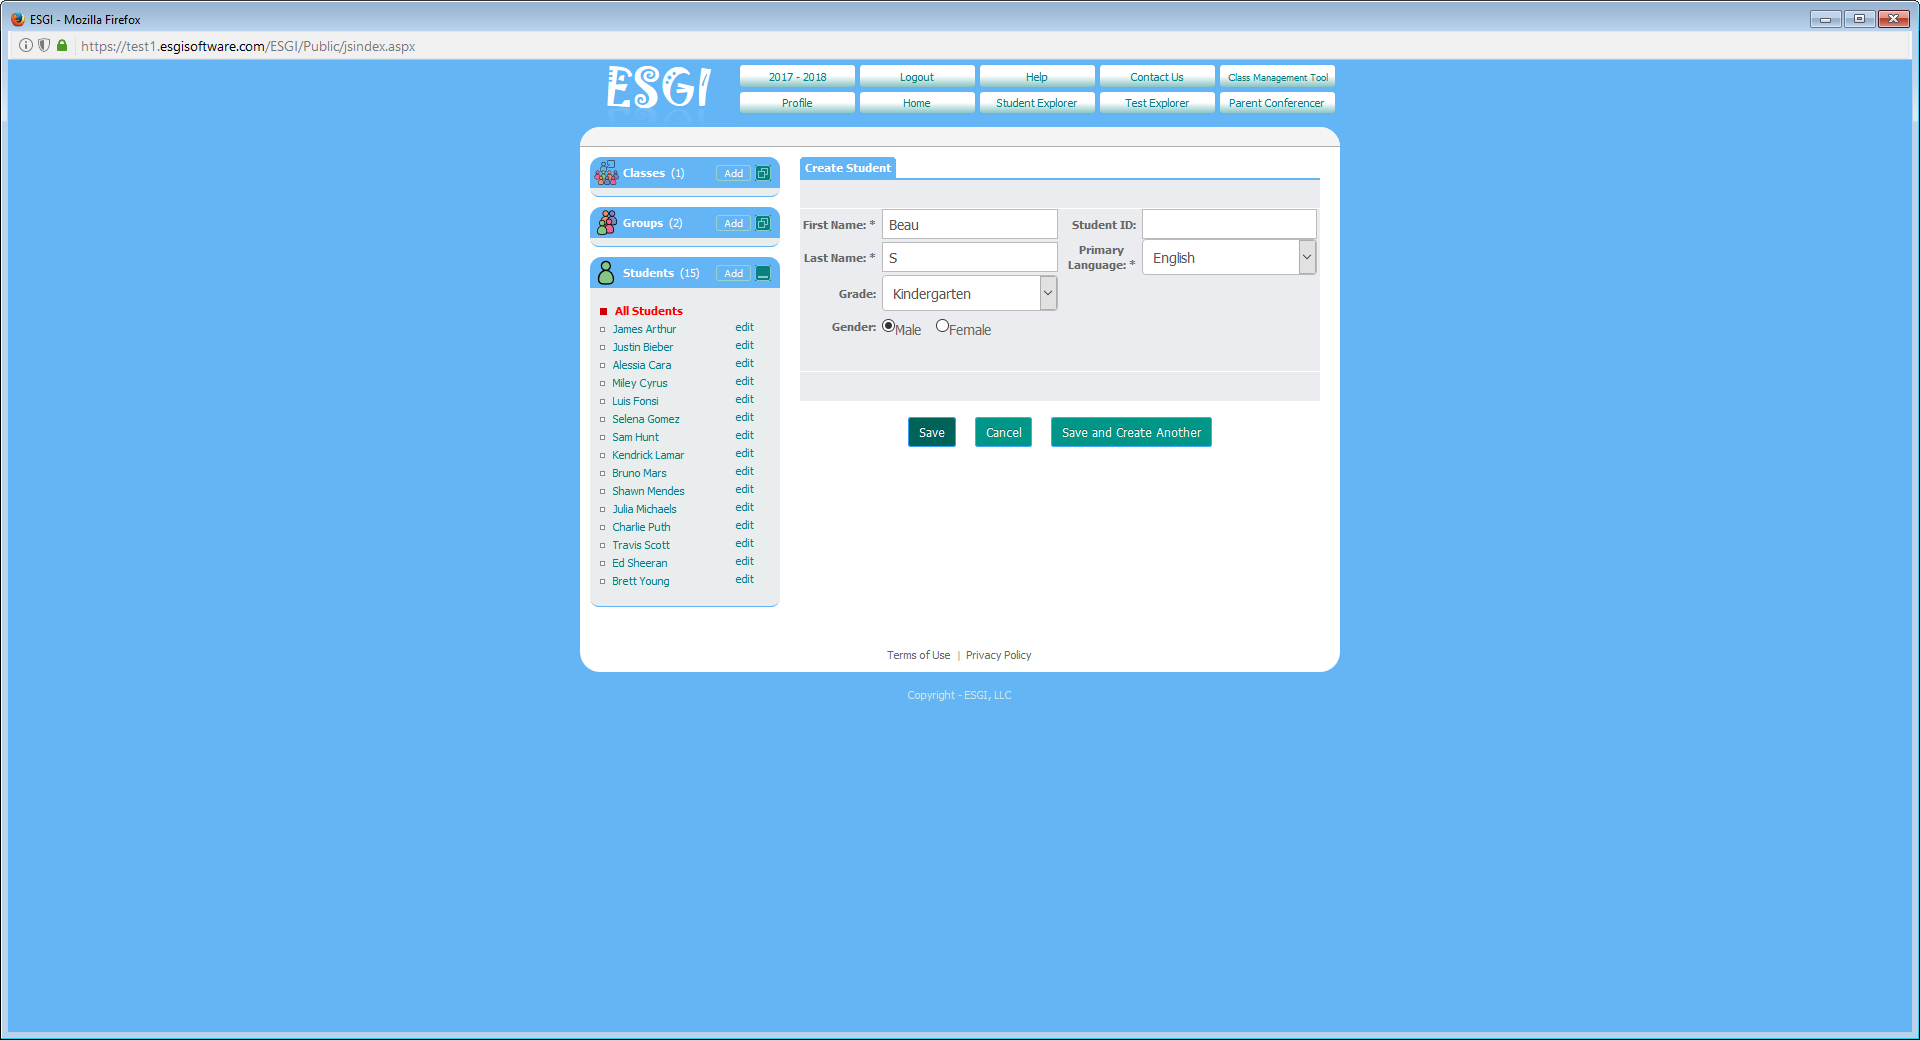 ESGI - Mozilla Firefox
https://test1.esgisoftware.com/ESGI/Public/jsindex.aspx
ESGI
2017 - 2018 Logout Help Contact Us Class Management Tool
Profile Home Student Explorer Test Explorer Parent Conferencer
Classes (1) Add
Groups (2) Add
Students (15) Add
All Students
James Arthur edit
Justin Bieber edit
Alessia Cara edit
Miley Cyrus edit
Luis Fonsi edit
Selena Gomez edit
Sam Hunt edit
Kendrick Lamar edit
Bruno Mars edit
Shawn Mendes edit
Julia Michaels edit
Charlie Puth edit
Travis Scott edit
Ed Sheeran edit
Brett Young edit
Create Student
First Name: * Beau Student ID:
Last Name: * S Primary Language: * English
Grade: Kindergarten
Gender: Male Female
Save Cancel Save and Create Another
Terms of Use | Privacy Policy
Copyright - ESGI, LLC